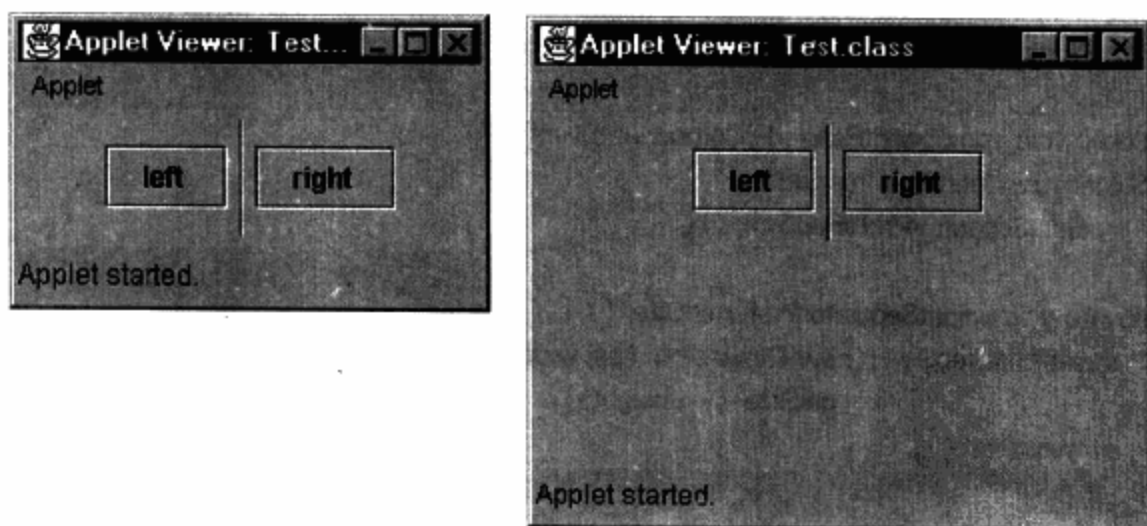 Applet Viewer: Test...
Applet
left right
Applet started.
Applet Viewer: Test.class
Applet
left right
Applet started.